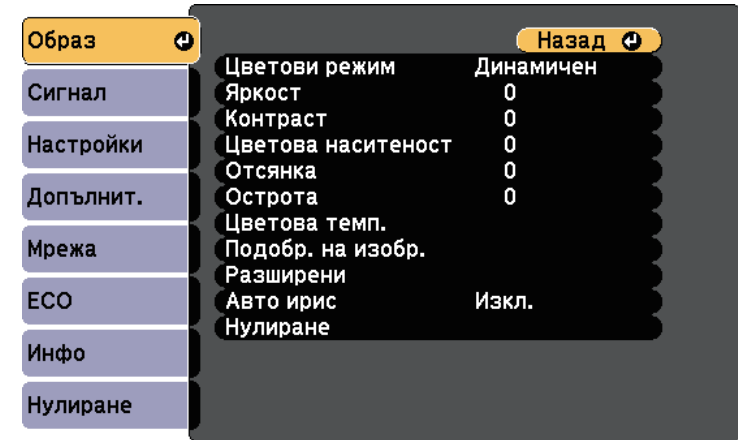 Образ
Сигнал
Настройки
Допълнит.
Мрежа
ECO
Инфо
Нулиране
Назад
Цветови режим Динамичен
Яркост 0
Контраст 0
Цветова наситеност 0
Отсянка 0
Острота 0
Цветова темп.
Подобр. на изобр.
Разширени
Авто ирис Изкл.
Нулиране